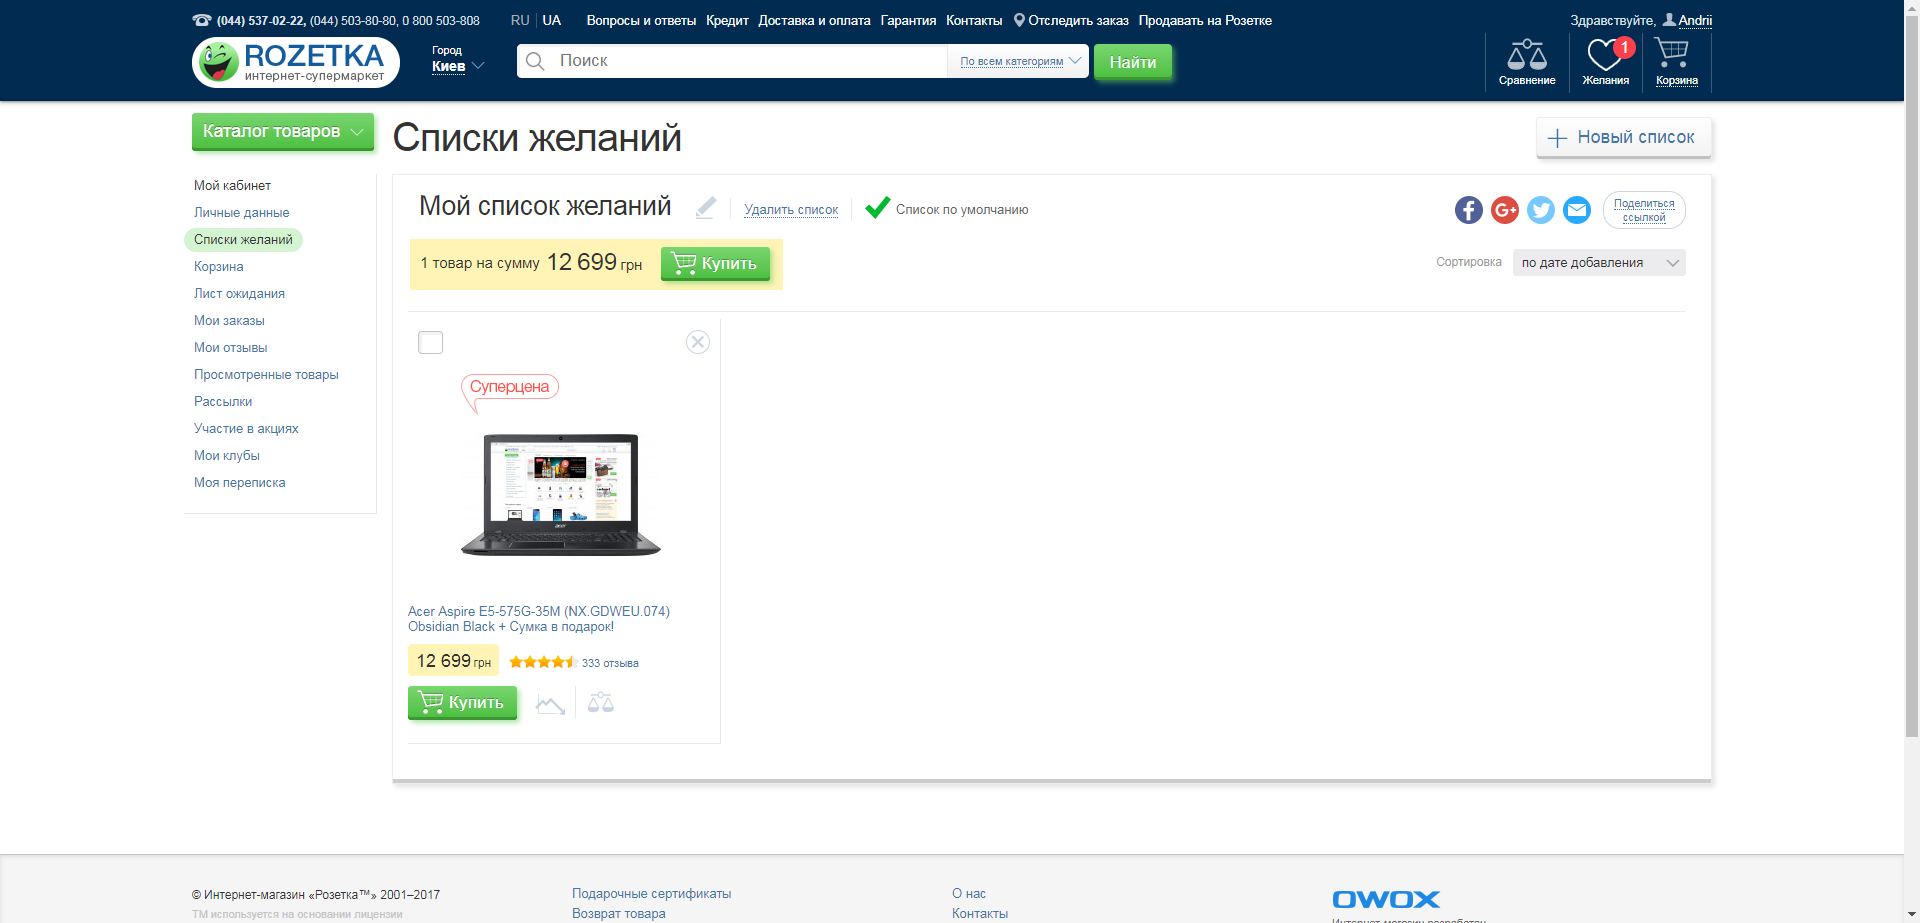 (044) 537-02-22, (044) 503-80-80, 0 800 503-808
RU UA
Вопросы и ответы Кредит Доставка и оплата Гарантия Контакты Отследить заказ Продавать на Розетке
Здравствуйте, Andrii
ROZETKA
интернет-супермаркет
Город
Киев
Поиск
По всем категориям
Найти
Сравнение
1
Желания
Корзина
Каталог товаров
Списки желаний
Новый список
Мой кабинет
Личные данные
Списки желаний
Корзина
Лист ожидания
Мои заказы
Мои отзывы
Просмотренные товары
Рассылки
Участие в акциях
Мои клубы
Моя переписка
Мой список желаний
Удалить список
Список по умолчанию
Поделиться
ссылкой
1 товар на сумму 12 699 грн
Купить
Сортировка
по дате добавления
Суперцена
acer
Acer Aspire E5-575G-35M (NX.GDWEU.074)
Obsidian Black + Сумка в подарок!
12 699 грн
333 отзыва
Купить
© Интернет-магазин «Розетка™» 2001–2017
ТМ используется на основании лицензии
Подарочные сертификаты
Возврат товара
О нас
Контакты
OWOX
Интернет-магазин разработан